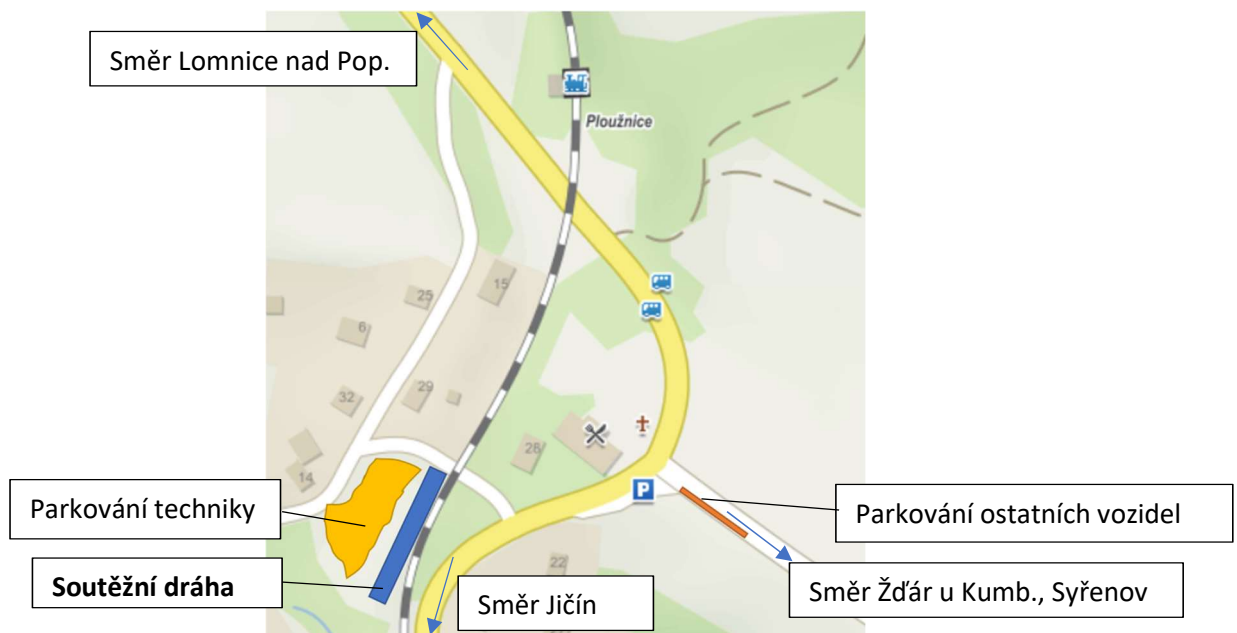 Směr Lomnice nad Pop.
Ploužnice
15
25
6
29
32
28
14
P
Parkování techniky
Parkování ostatních vozidel
22
Soutěžní dráha
Směr Jičín
Směr Žďár u Kumb., Syřenov